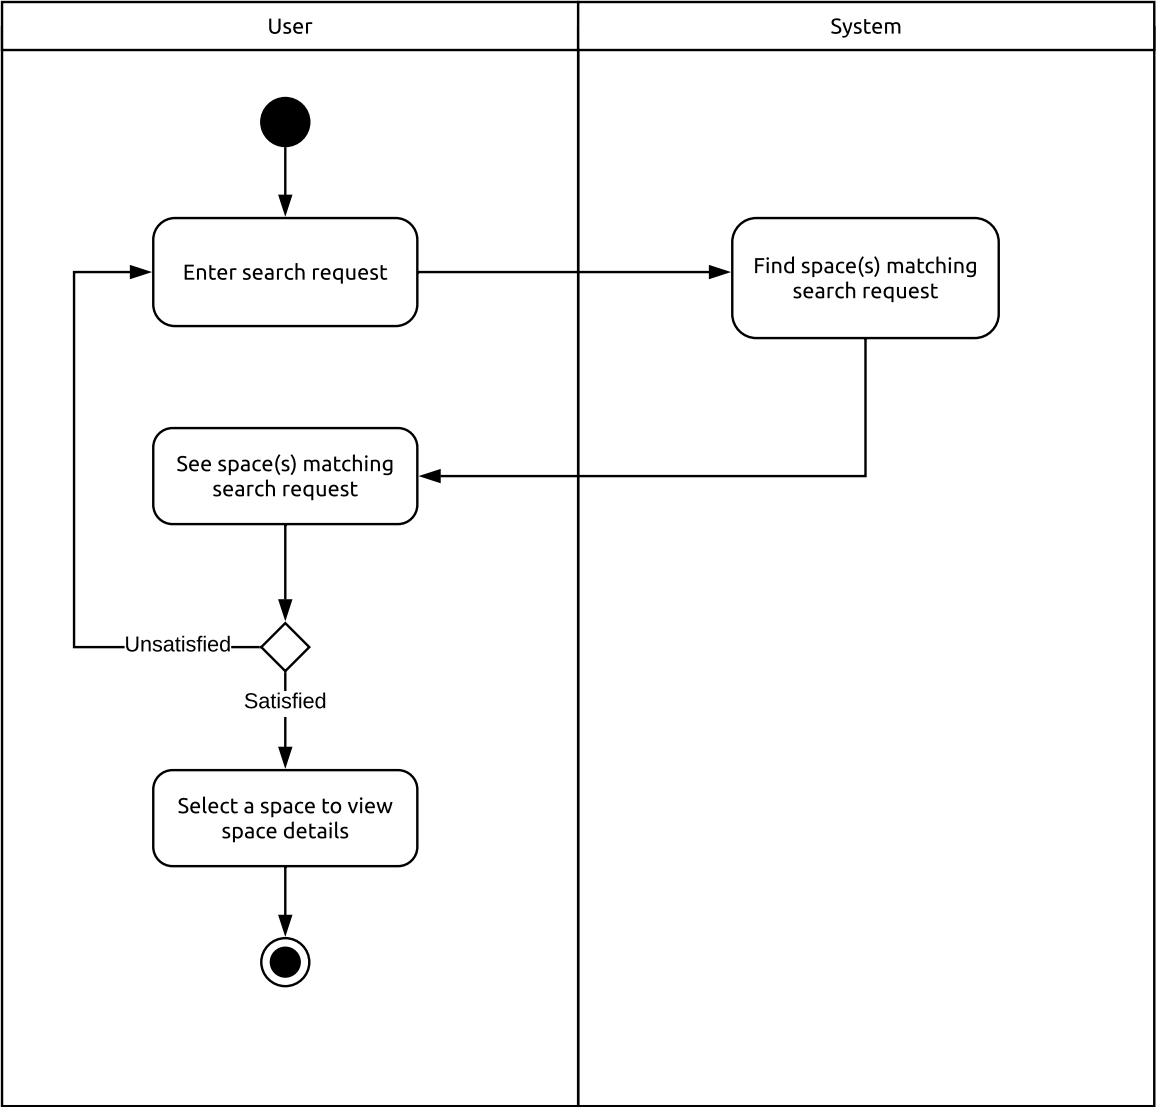 User
System
Enter search request
Find space(s) matching
search request
See space(s) matching
search request
Unsatisfied
Satisfied
Select a space to view
space details